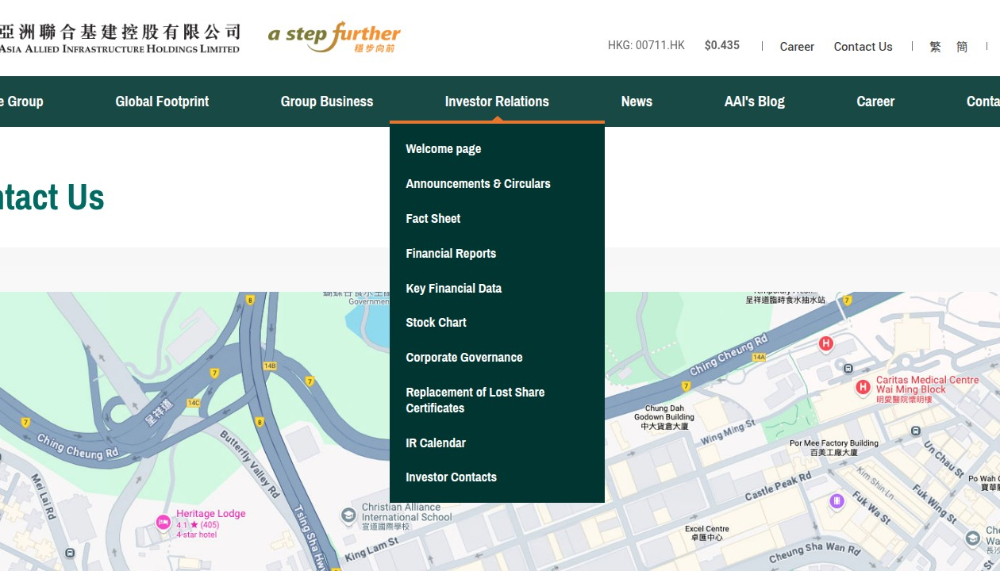 亞洲聯合基建控股有限公司
ASIA ALLIED INFRASTRUCTURE HOLDINGS LIMITED
a step further
穩步向前
HKG: 00711.HK $0.435 | Career Contact Us | 繁 簡 |
e Group Global Footprint Group Business Investor Relations News AAI's Blog Career Conta
ntact Us
Welcome page
Announcements & Circulars
Fact Sheet
Financial Reports
Key Financial Data
Stock Chart
Corporate Governance
Replacement of Lost Share
Certificates
IR Calendar
Investor Contacts
Governmen
呈祥道臨時食水抽水站
8
7
14B
7
7
14C
7
8
呈祥道
Ching Cheung Rd
Butterfly Valley Rd
Mei Lai Rd
Tsing Sha Hwy
Heritage Lodge
4.1 ★ (405)
4-star hotel
Christian Alliance
International School
宣道國際學校
King Lam St
Ching Cheung Rd
14A
7
H
H
Caritas Medical Centre
Wai Ming Block
明愛醫院懷明樓
Chung Dah
Godown Building
中大貨倉大廈
Wing Ming St
Por Mee Factory Building
百美工廠大廈
Un Chau St
Kim Shin Ln
Castle Peak Rd
Fuk Wa St
Fuk Wing St
Po Wah C
Excel Centre
卓匯中心
Cheung Sha Wan Rd